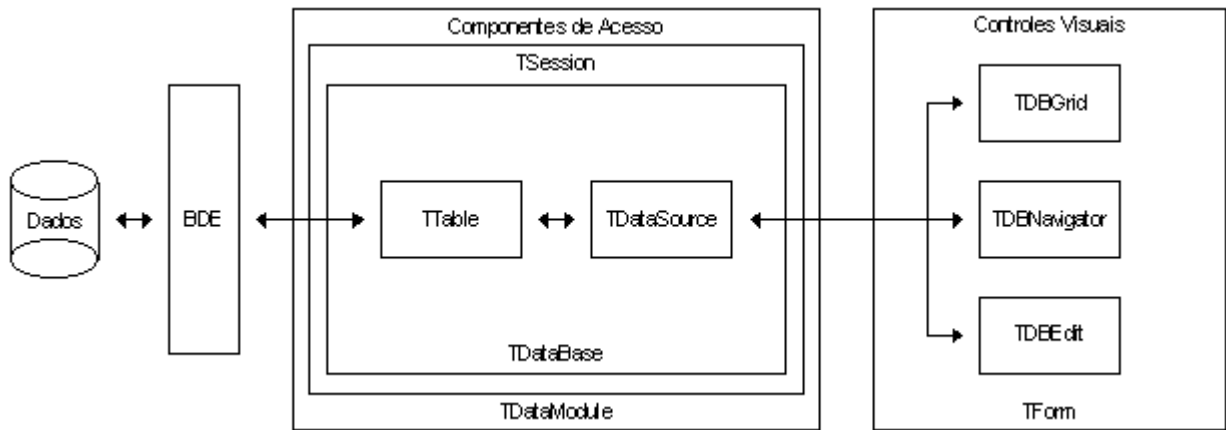 Componentes de Acesso
Controles Visuais
TSession
TDBGrid
Dados
BDE
TTable
TDataSource
TDBNavigator
TDBEdit
TDataBase
TDataModule
TForm